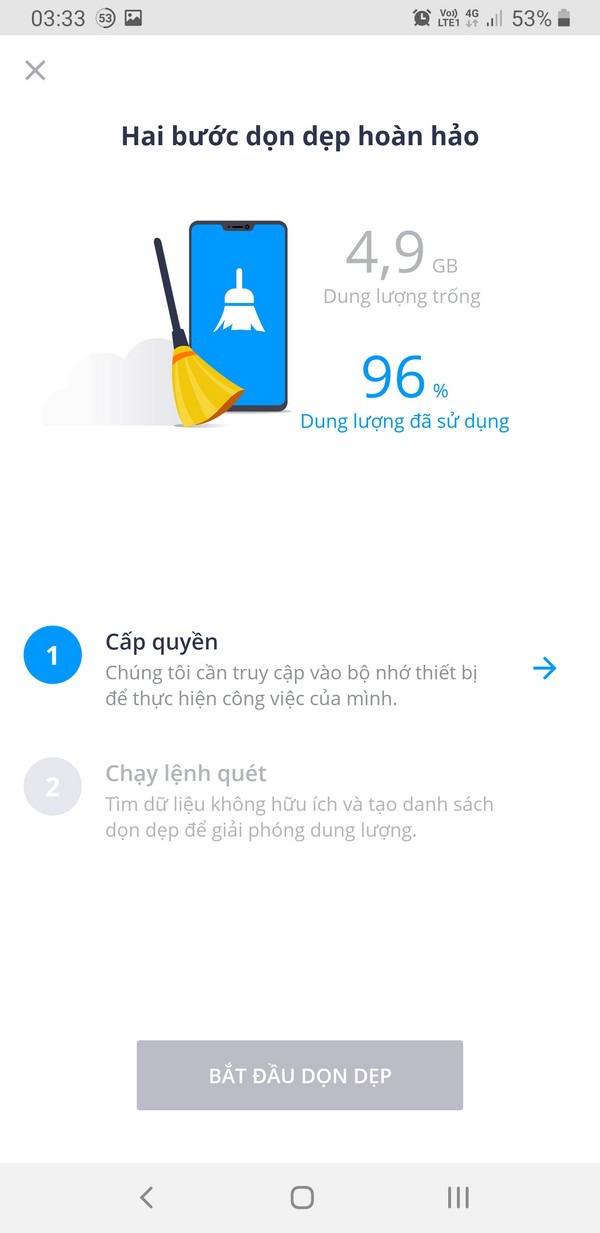 03:33 53 Vo)) LTE1 4G 53%
Hai bước dọn dẹp hoàn hảo
4,9 GB
Dung lượng trống
96 %
Dung lượng đã sử dụng
1 Cấp quyền
Chúng tôi cần truy cập vào bộ nhớ thiết bị
để thực hiện công việc của mình.
2 Chạy lệnh quét
Tìm dữ liệu không hữu ích và tạo danh sách
dọn dẹp để giải phóng dung lượng.
BẮT ĐẦU DỌN DẸP